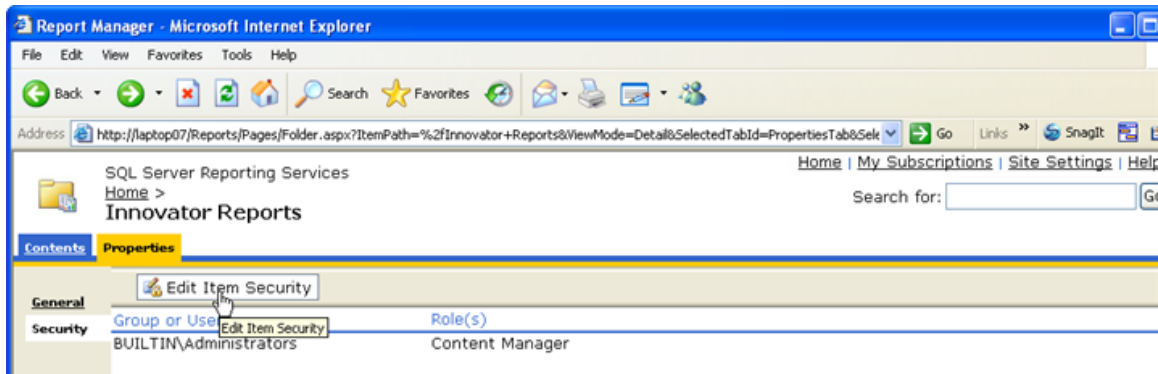 Report Manager - Microsoft Internet Explorer
File Edit View Favorites Tools Help
Back Search Favorites
Address http://laptop07/Reports/Pages/Folder.aspx?ItemPath=%2fInnovator+Reports&ViewMode=Detail&SelectedTabId=PropertiesTab&Sele Go Links » SnagIt
Home | My Subscriptions | Site Settings | Help
SQL Server Reporting Services
Home >
Search for:
Innovator Reports
Contents Properties
Edit Item Security
General
Security
Group or Use Role(s)
Edit Item Security
BUILTIN\Administrators Content Manager